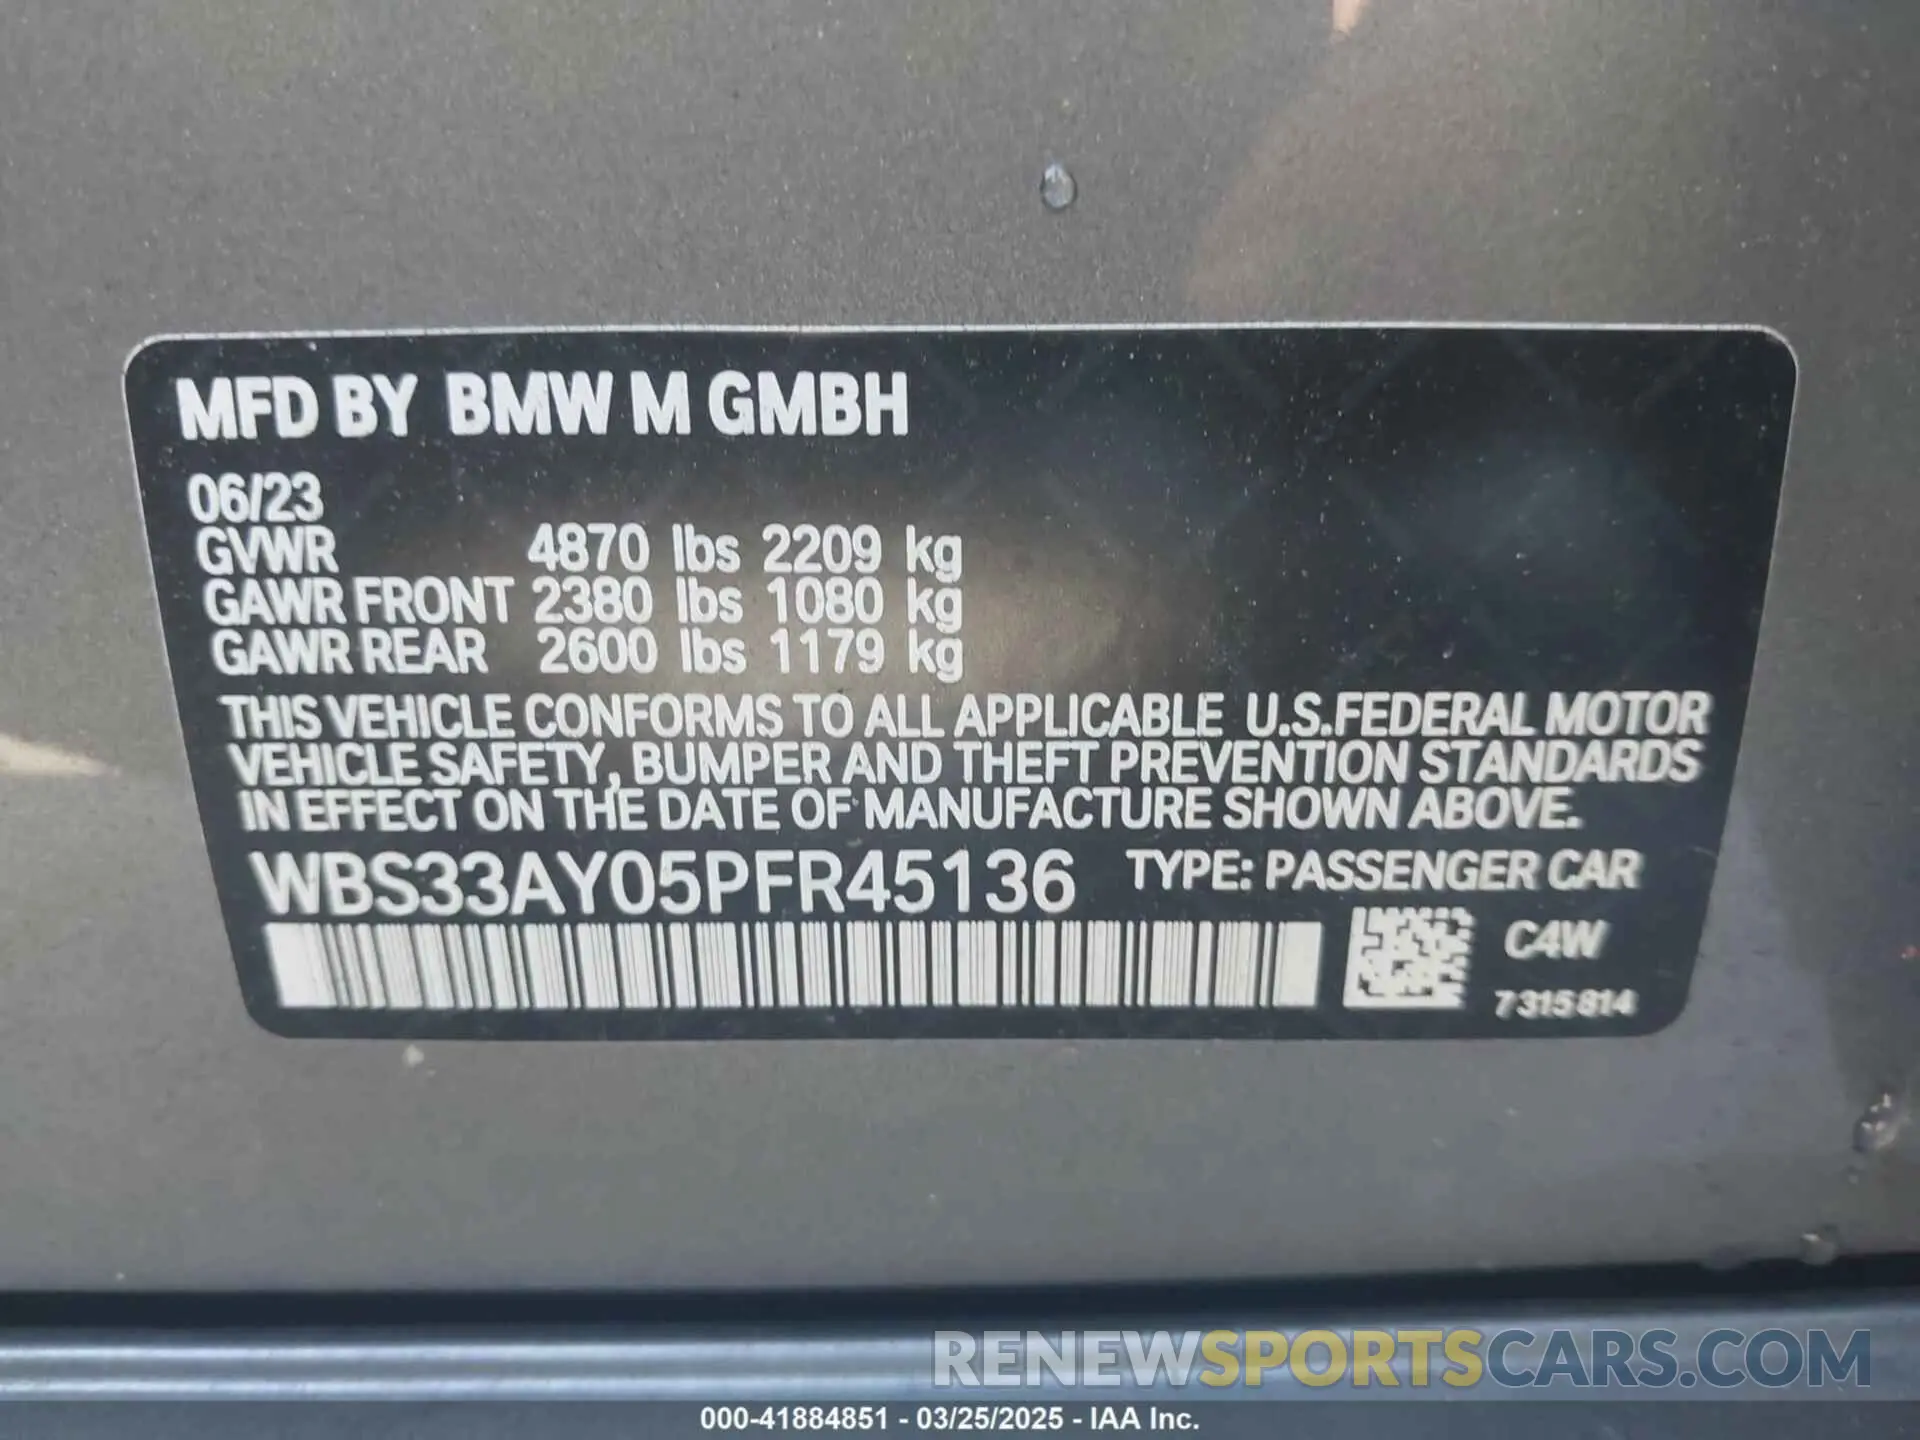 MFD BY BMW M GMBH
06/23
GVWR 4870 lbs 2209 kg
GAWR FRONT 2380 lbs 1080 kg
GAWR REAR 2600 lbs 1179 kg
THIS VEHICLE CONFORMS TO ALL APPLICABLE U.S.FEDERAL MOTOR
VEHICLE SAFETY, BUMPER AND THEFT PREVENTION STANDARDS
IN EFFECT ON THE DATE OF MANUFACTURE SHOWN ABOVE.
WBS33AY05PFR45136 TYPE: PASSENGER CAR
C4W
7315814
RENEWSPORTSCARS.COM
000-41884851 - 03/25/2025 - IAA Inc.